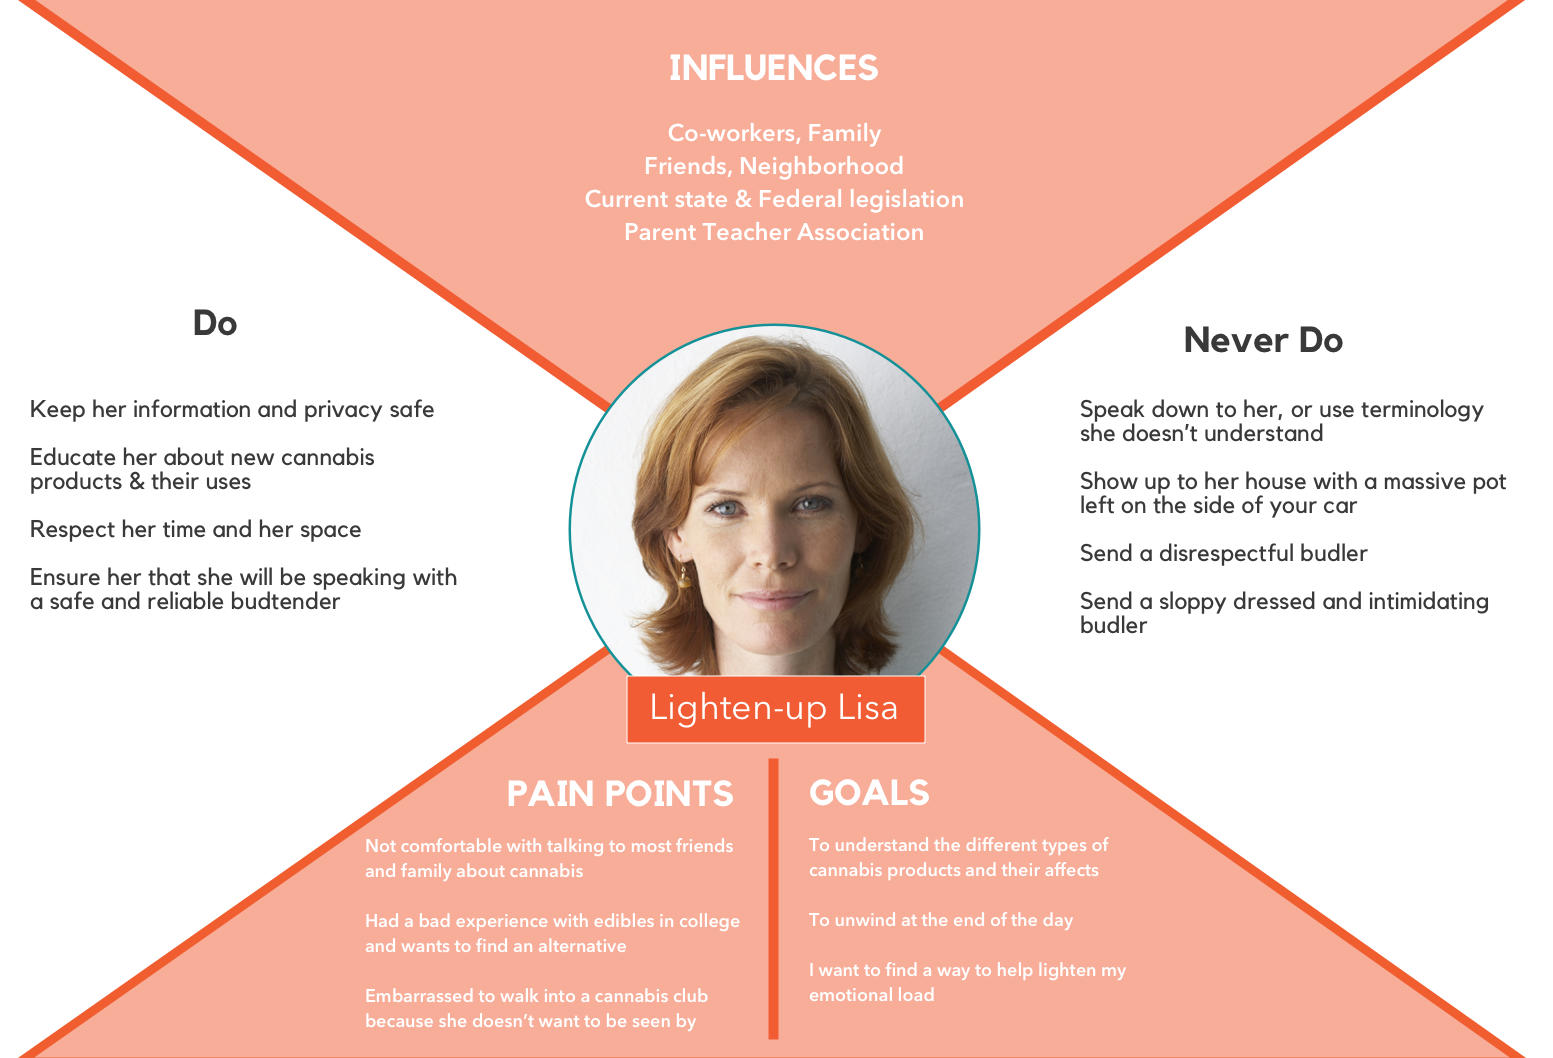 INFLUENCES
Co-workers, Family
Friends, Neighborhood
Current state & Federal legislation
Parent Teacher Association
Do
Keep her information and privacy safe
Educate her about new cannabis
products & their uses
Respect her time and her space
Ensure her that she will be speaking with
a safe and reliable budtender
Never Do
Speak down to her, or use terminology
she doesn't understand
Show up to her house with a massive pot
left on the side of your car
Send a disrespectful budler
Send a sloppy dressed and intimidating
budler
Lighten-up Lisa
PAIN POINTS
Not comfortable with talking to most friends
and family about cannabis
Had a bad experience with edibles in college
and wants to find an alternative
Embarrassed to walk into a cannabis club
because she doesn't want to be seen by
GOALS
To understand the different types of
cannabis products and their affects
To unwind at the end of the day
I want to find a way to help lighten my
emotional load